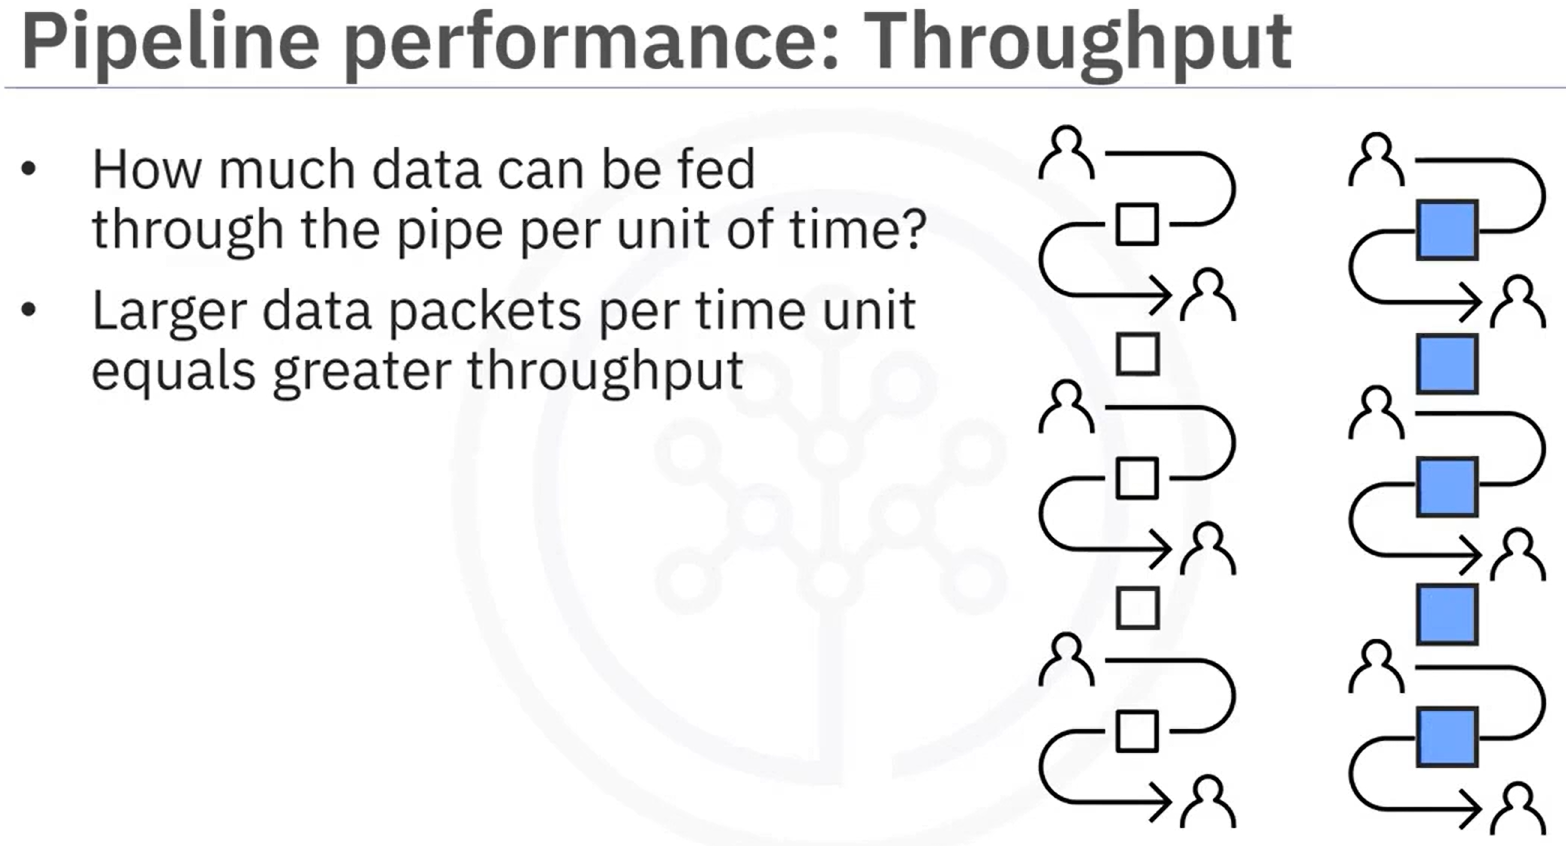 Pipeline performance: Throughput
• How much data can be fed
through the pipe per unit of time?
• Larger data packets per time unit
equals greater throughput